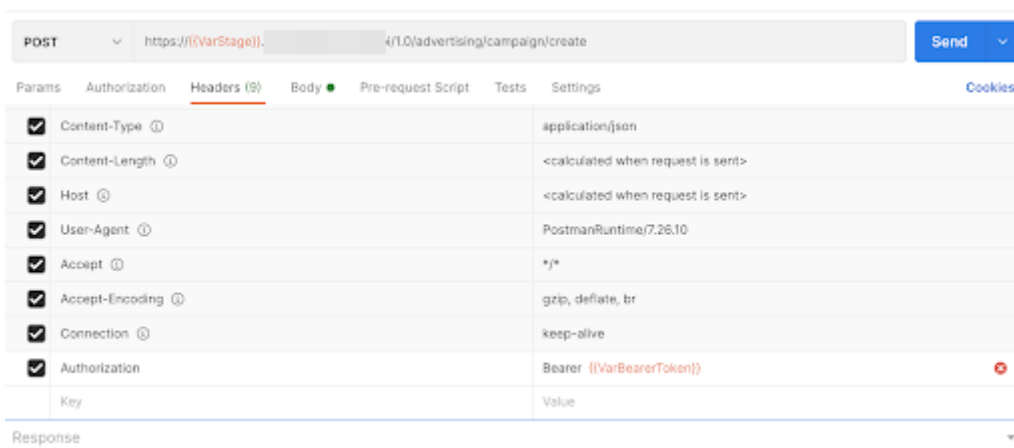 POST https://{{VarStage}}. /1.0/advertising/campaign/create Send
Params Authorization Headers (9) Body Pre-request Script Tests Settings Cookies
Content-Type application/json
Content-Length <calculated when request is sent>
Host <calculated when request is sent>
User-Agent PostmanRuntime/7.26.10
Accept */*
Accept-Encoding gzip, deflate, br
Connection keep-alive
Authorization Bearer {{VarBearerToken}}
Key Value
Response